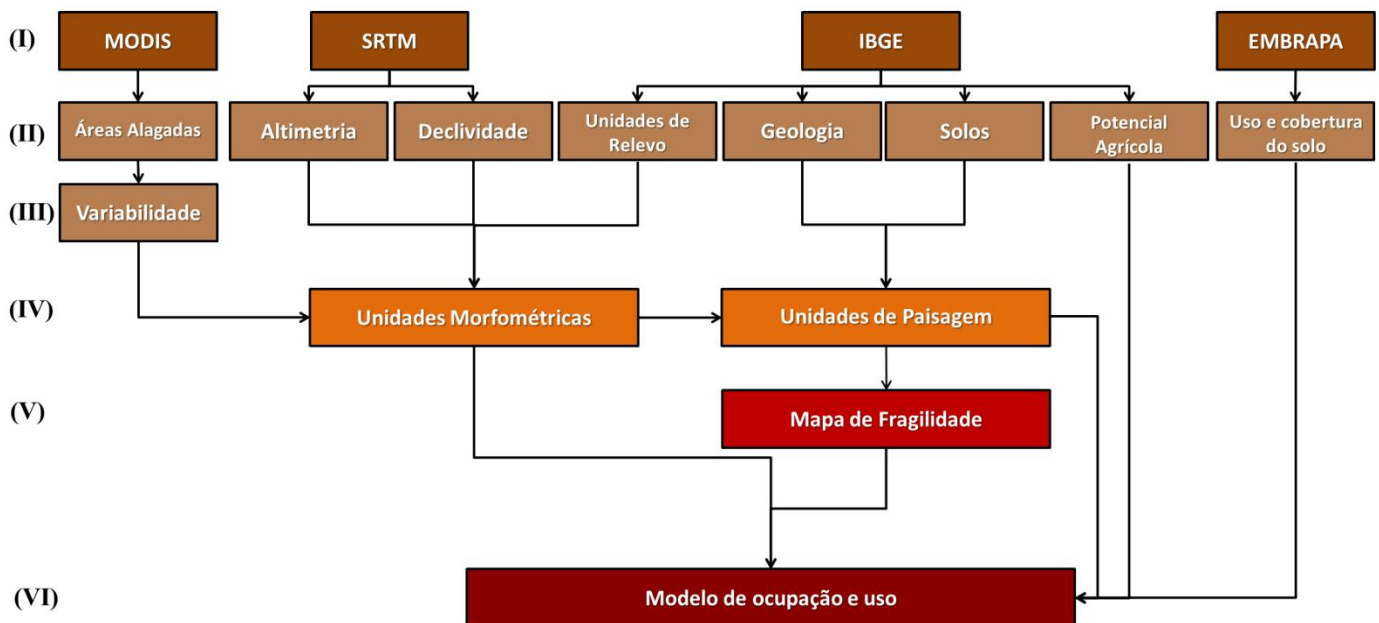 (I)
MODIS
SRTM
IBGE
EMBRAPA
(II)
Áreas Alagadas
Altimetria
Declividade
Unidades de
Relevo
Geologia
Solos
Potencial
Agrícola
Uso e cobertura
do solo
(III)
Variabilidade
(IV)
Unidades Morfométricas
Unidades de Paisagem
(V)
Mapa de Fragilidade
(VI)
Modelo de ocupação e uso